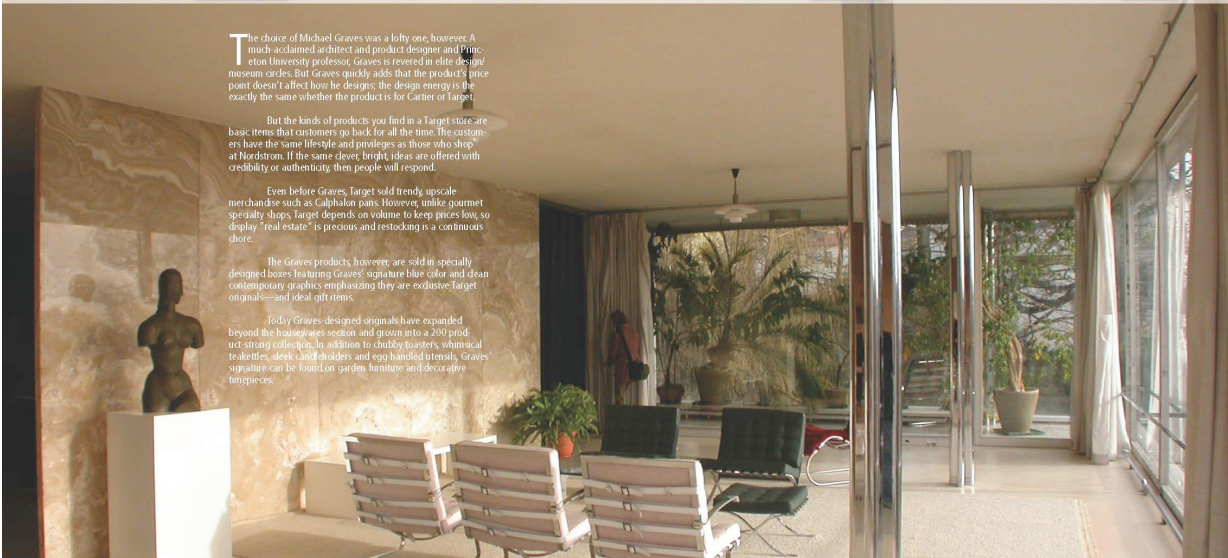 The choice of Michael Graves was a lofty one, however. A
much-acclaimed architect and product designer and Princ-
eton University professor, Graves is revered in elite design/
museum circles. But Graves quickly adds that the product's price
point doesn't affect how he designs; the design energy is the
exactly the same whether the product is for Cartier or Target.
But the kinds of products you find in a Target store are
basic items that customers go back for all the time. The custom-
ers have the same lifestyle and privileges as those who shop
at Nordstrom. If the same clever, bright, ideas are offered with
credibility or authenticity, then people will respond.
Even before Graves, Target sold trendy, upscale
merchandise such as Calphalon pans. However, unlike gourmet
specialty shops, Target depends on volume to keep prices low, so
display "real estate" is precious and restocking is a continuous
chore.
The Graves products, however, are sold in specially
designed boxes featuring Graves' signature blue color and clean
contemporary graphics emphasizing they are exclusive Target
originals—and ideal gift items.
Today Graves-designed originals have expanded
beyond the housewares section and grown into a 200 prod-
uct-strong collection. In addition to chubby toasters, whimsical
teakettles, sleek candleholders and egg-handled utensils, Graves'
signature can be found on garden furniture and decorative
timepieces.